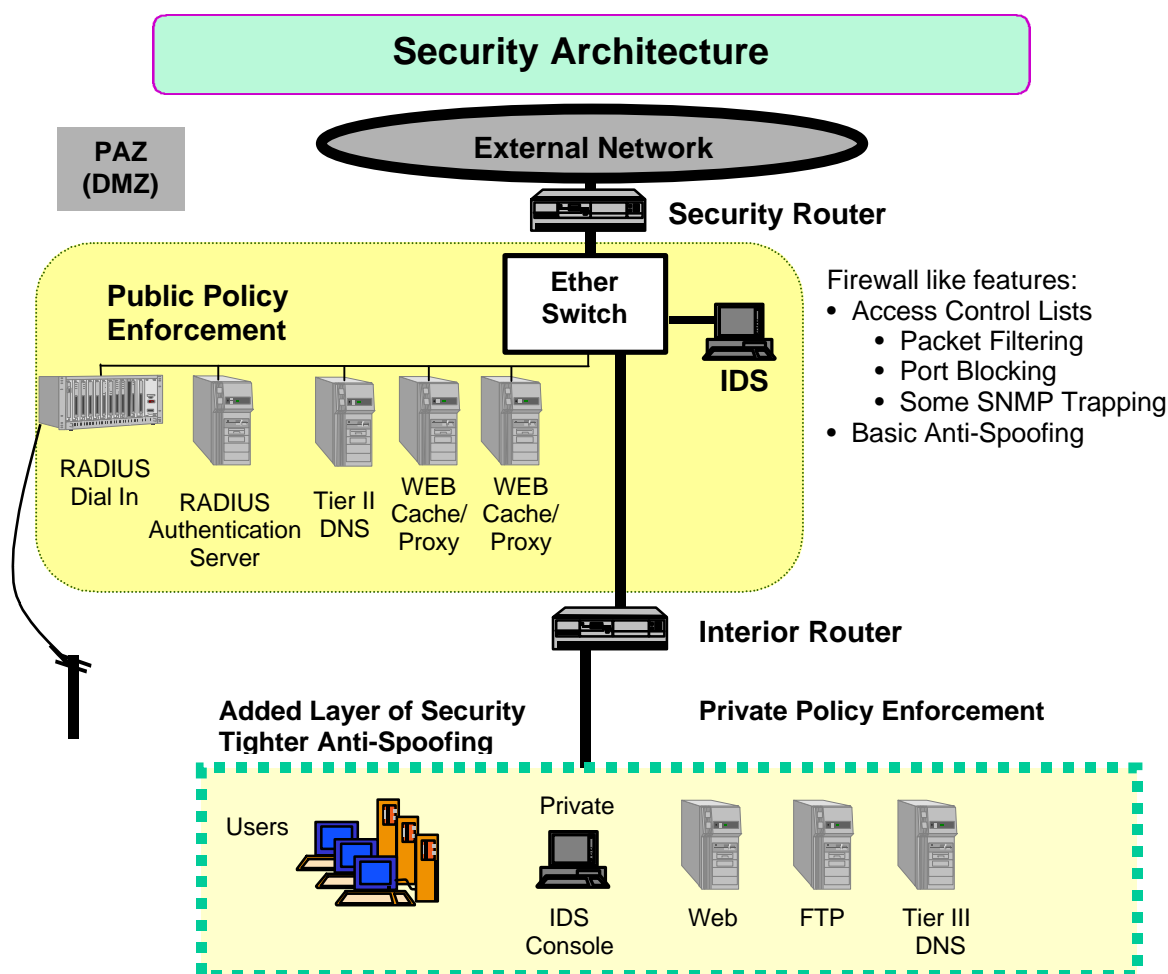 Security Architecture
External Network
PAZ
(DMZ)
Security Router
Ether
Switch
Public Policy
Enforcement
IDS
Firewall like features:
• Access Control Lists
• Packet Filtering
• Port Blocking
• Some SNMP Trapping
• Basic Anti-Spoofing
RADIUS
Dial In
RADIUS
Authentication
Server
Tier II
DNS
WEB
Cache/
Proxy
WEB
Cache/
Proxy
Interior Router
Added Layer of Security
Tighter Anti-Spoofing
Private Policy Enforcement
Users
Private
IDS
Console
Web
FTP
Tier III
DNS